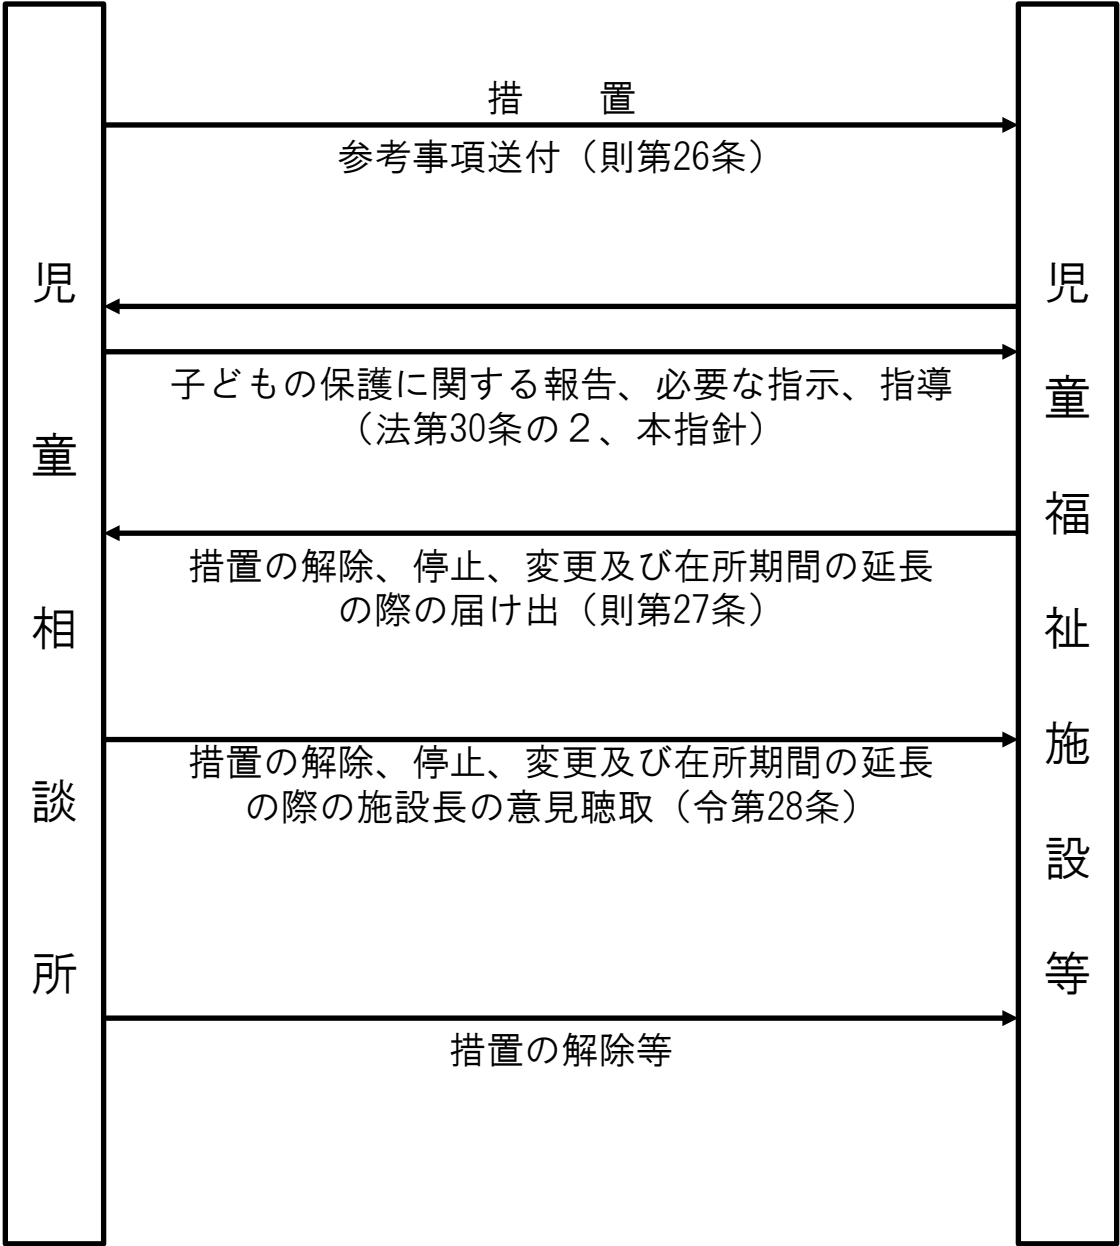 児童相談所
措　　置
参考事項送付（則第26条）
子どもの保護に関する報告、必要な指示、指導
（法第30条の２、本指針）
措置の解除、停止、変更及び在所期間の延長
の際の届け出（則第27条）
措置の解除、停止、変更及び在所期間の延長
の際の施設長の意見聴取（令第28条）
措置の解除等
児童福祉施設等